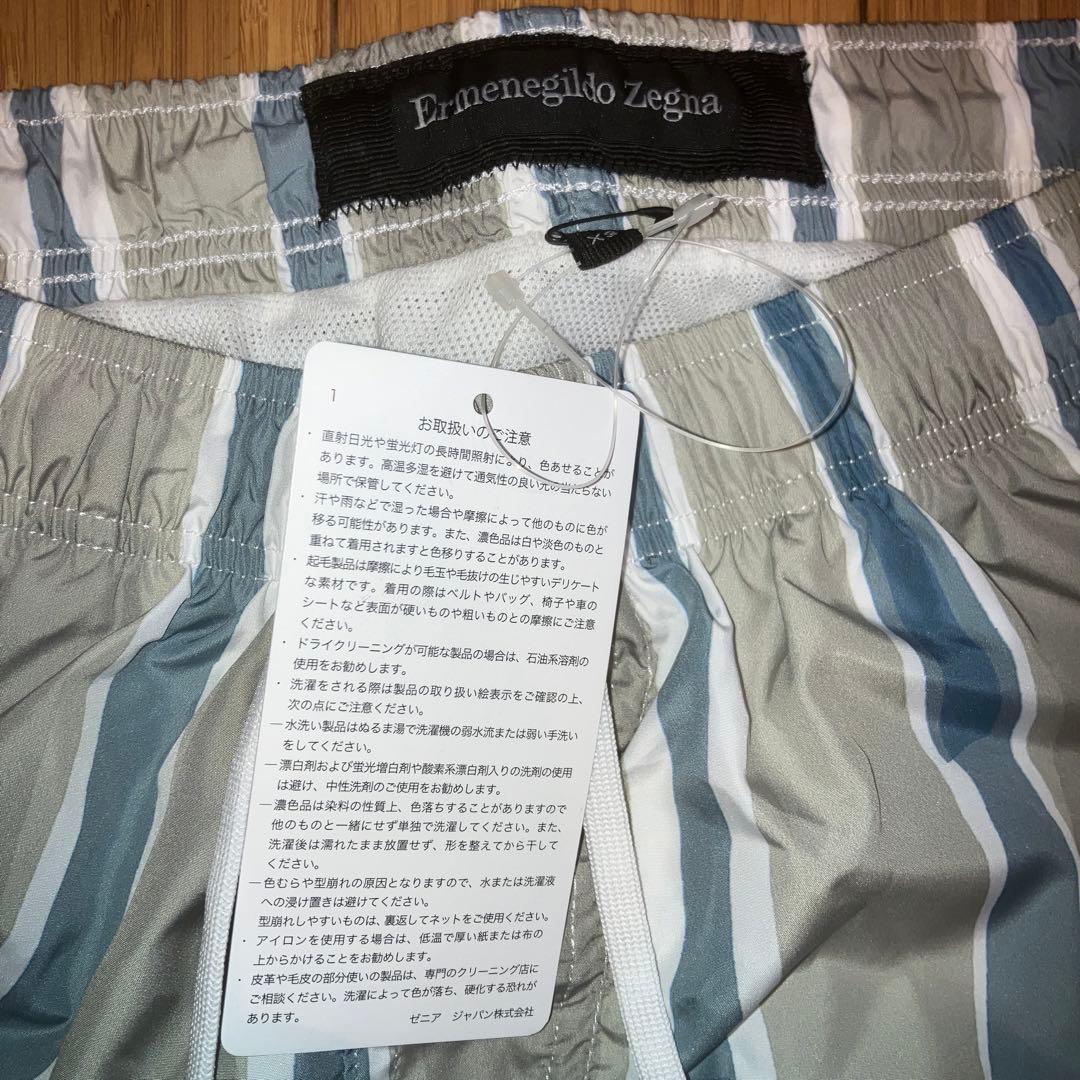 Ermenegildo Zegna
1
お取扱いのご注意
・直射日光や蛍光灯の長時間照射により、色あせることが
あります。高温多湿を避けて通気性の良い光の当たらない
場所で保管してください。
・汗や雨などで湿った場合や摩擦によって他のものに色が
移る可能性があります。また、濃色品は白や淡色のものと
重ねて着用されますと色移りすることがあります。
・起毛製品は摩擦により毛玉や毛抜けの生じやすいデリケート
な素材です。着用の際はベルトやバッグ、椅子や車の
シートなど表面が硬いものや粗いものとの摩擦にご注意
ください。
・ドライクリーニングが可能な製品の場合は、石油系溶剤の
使用をお勧めします。
・洗濯をされる際は製品の取り扱い絵表示をご確認の上、
次の点にご注意ください。
―水洗い製品はぬるま湯で洗濯機の弱水流または弱い手洗い
をしてください。
―漂白剤および蛍光増白剤や酸素系漂白剤入りの洗剤の使用
は避け、中性洗剤のご使用をお勧めします。
―濃色品は染料の性質上、色落ちすることがありますので
他のものと一緒にせず単独で洗濯してください。また、
洗濯後は濡れたまま放置せず、形を整えてから干して
ください。
―色むらや型崩れの原因となりますので、水または洗濯液
への浸け置きは避けてください。
型崩れしやすいものは、裏返してネットをご使用ください。
・アイロンを使用する場合は、低温で厚い紙または布の
上からかけることをお勧めします。
・皮革や毛皮の部分使いの製品は、専門のクリーニング店に
ご相談ください。洗濯によって色が落ち、硬化する恐れが
あります。
ゼニア ジャパン株式会社